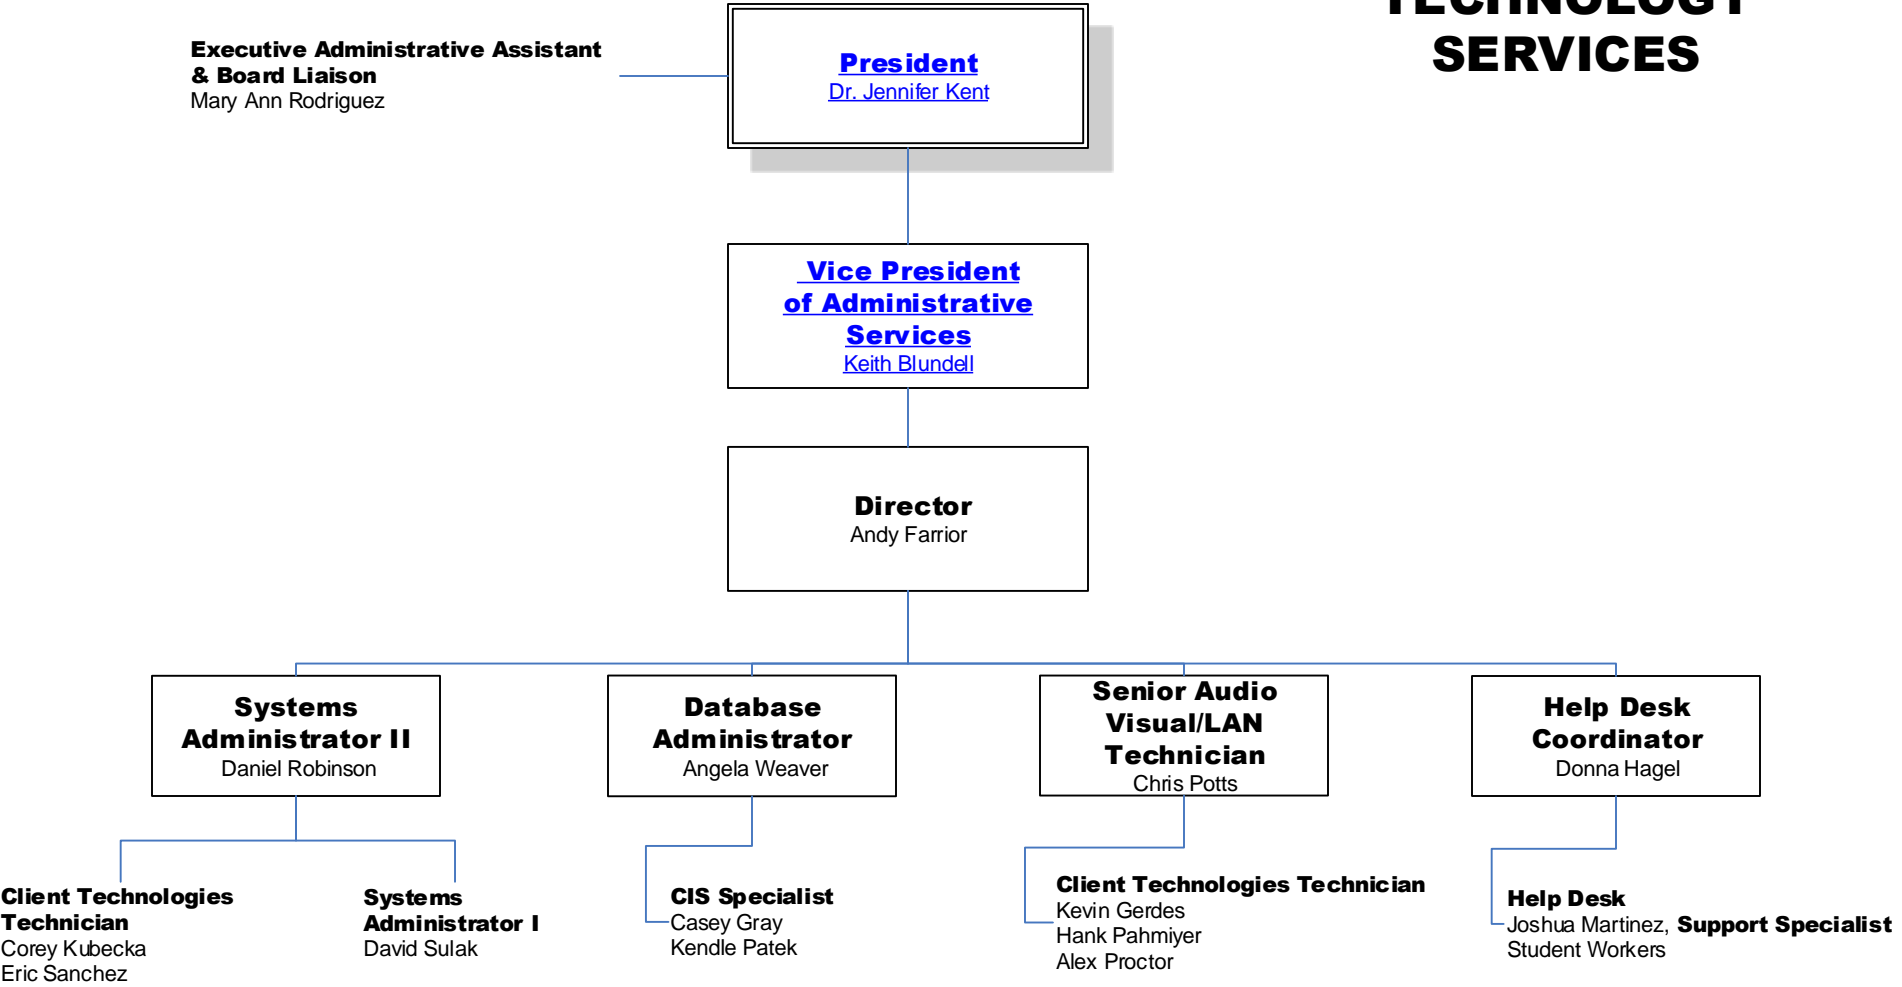 TECHNOLOGY
SERVICES
Executive Administrative Assistant
& Board Liaison
Mary Ann Rodriguez
President
Dr. Jennifer Kent
Vice President
of Administrative
Services
Keith Blundell
Director
Andy Farrior
Systems
Administrator II
Daniel Robinson
Database
Administrator
Angela Weaver
Senior Audio
Visual/LAN
Technician
Chris Potts
Help Desk
Coordinator
Donna Hagel
Client Technologies
Technician
Corey Kubecka
Eric Sanchez
Systems
Administrator I
David Sulak
CIS Specialist
Casey Gray
Kendle Patek
Client Technologies Technician
Kevin Gerdes
Hank Pahmiyer
Alex Proctor
Help Desk
Joshua Martinez, Support Specialist
Student Workers